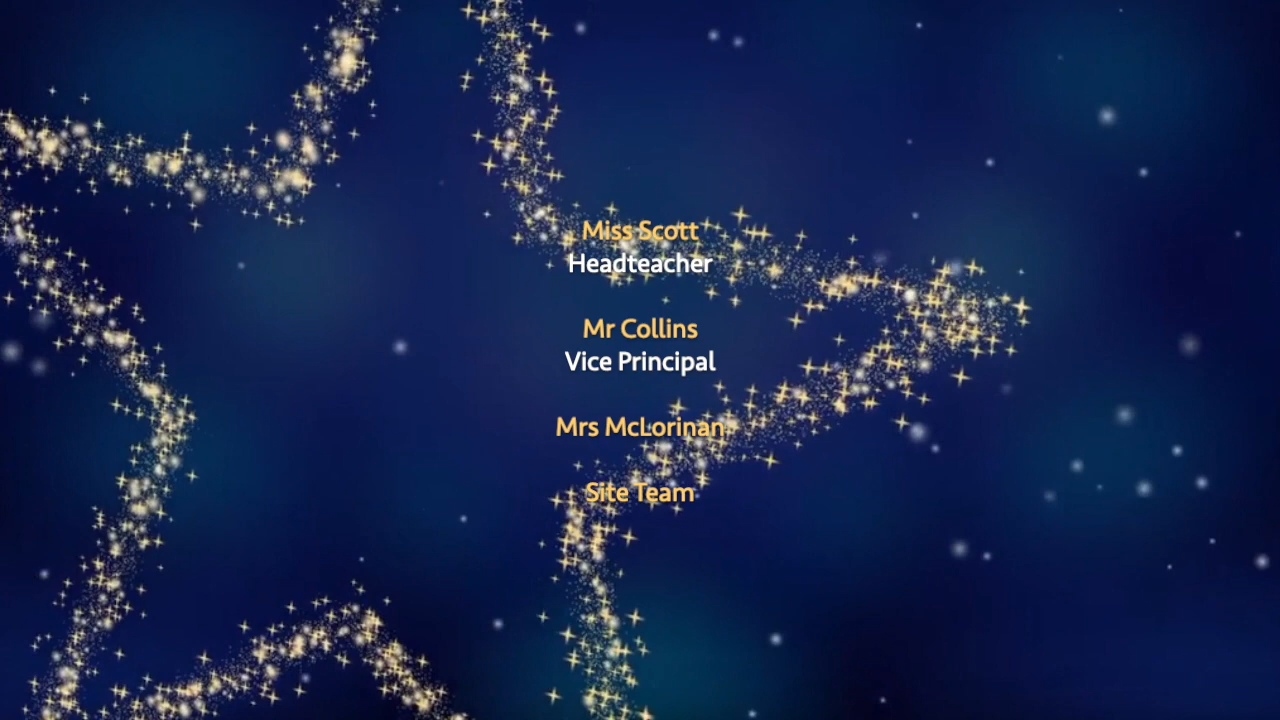 Miss Scott
Headteacher
Mr Collins
Vice Principal
Mrs McLorinan
Site Team